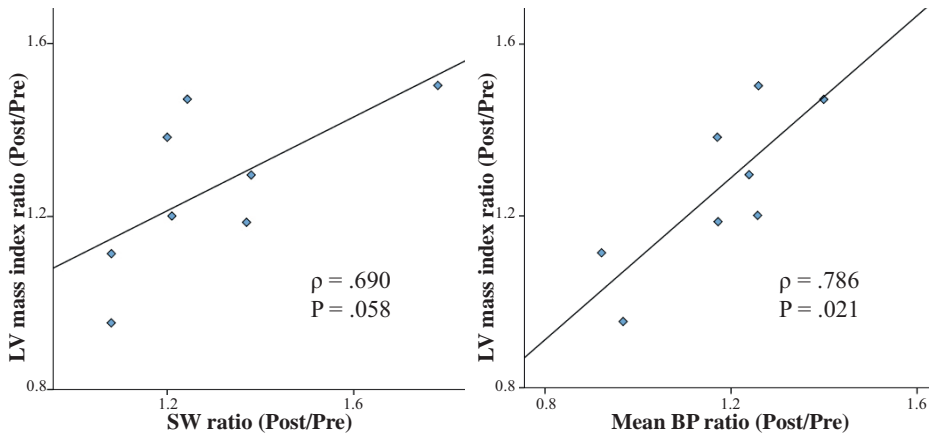 LV mass index ratio (Post/Pre)
1.6
1.2
0.8
ρ = .690
P = .058
1.2
1.6
SW ratio (Post/Pre)
LV mass index ratio (Post/Pre)
1.6
1.2
0.8
ρ = .786
P = .021
0.8
1.2
1.6
Mean BP ratio (Post/Pre)